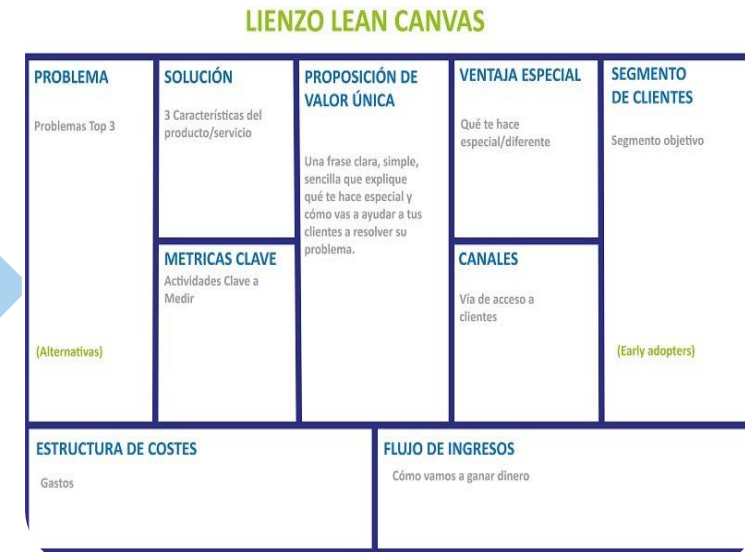 LIENZO LEAN CANVAS
PROBLEMA
Problemas Top 3
(Alternativas)
SOLUCIÓN
3 Características del
producto/servicio
METRICAS CLAVE
Actividades Clave a
Medir
PROPOSICIÓN DE
VALOR ÚNICA
Una frase clara, simple,
sencilla que explique
qué te hace especial y
cómo vas a ayudar a tus
clientes a resolver su
problema.
VENTAJA ESPECIAL
Qué te hace
especial/diferente
CANALES
Vía de acceso a
clientes
SEGMENTO
DE CLIENTES
Segmento objetivo
(Early adopters)
ESTRUCTURA DE COSTES
Gastos
FLUJO DE INGRESOS
Cómo vamos a ganar dinero